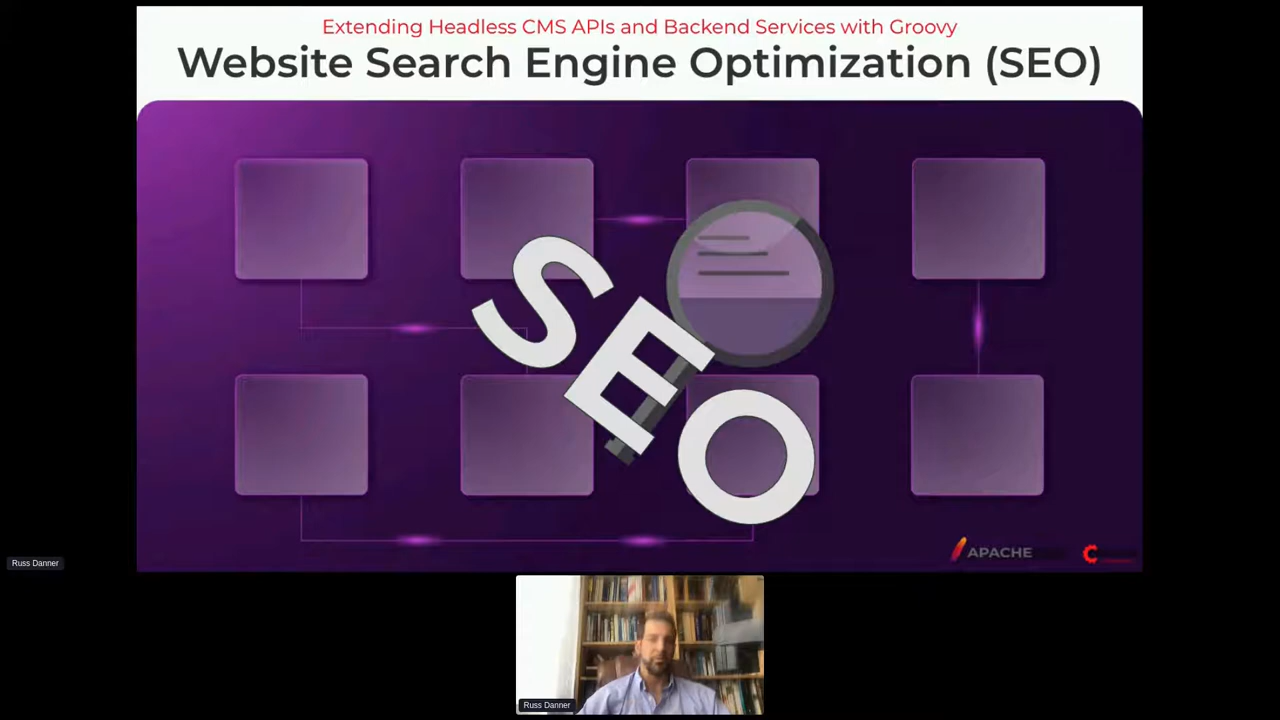 Extending Headless CMS APIs and Backend Services with Groovy
Website Search Engine Optimization (SEO)
SEO
APACHE
Russ Danner
Russ Danner